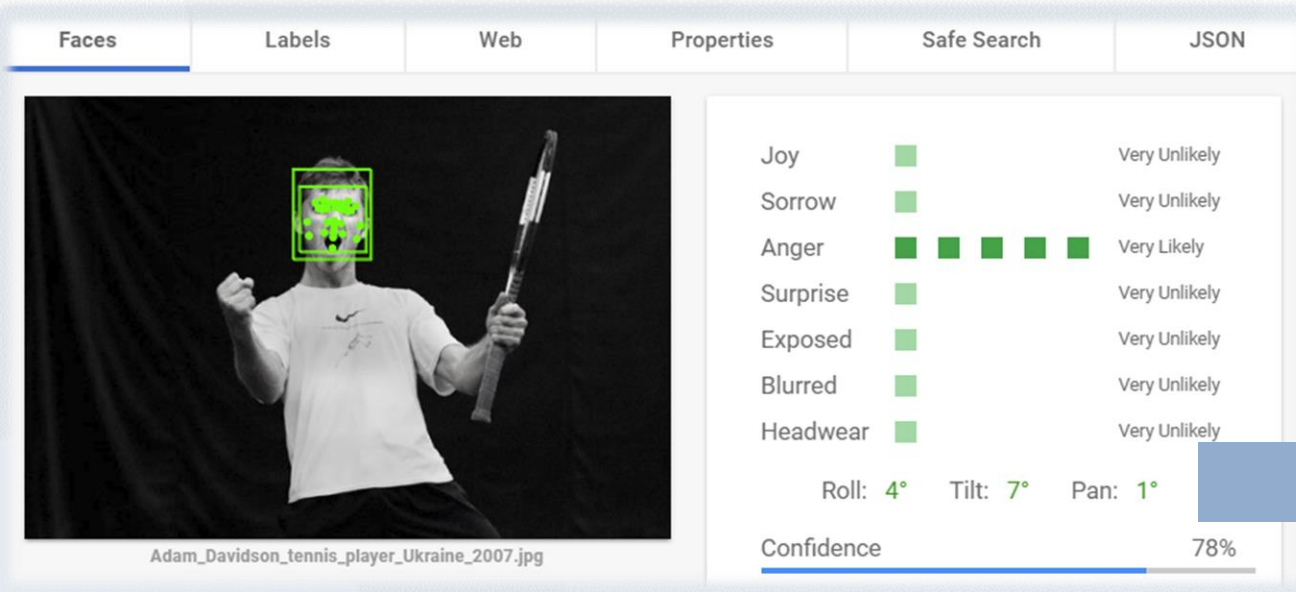 Faces Labels Web Properties Safe Search JSON
Joy Very Unlikely
Sorrow Very Unlikely
Anger Very Likely
Surprise Very Unlikely
Exposed Very Unlikely
Blurred Very Unlikely
Headwear Very Unlikely
Roll: 4° Tilt: 7° Pan: 1°
Adam_Davidson_tennis_player_Ukraine_2007.jpg
Confidence 78%